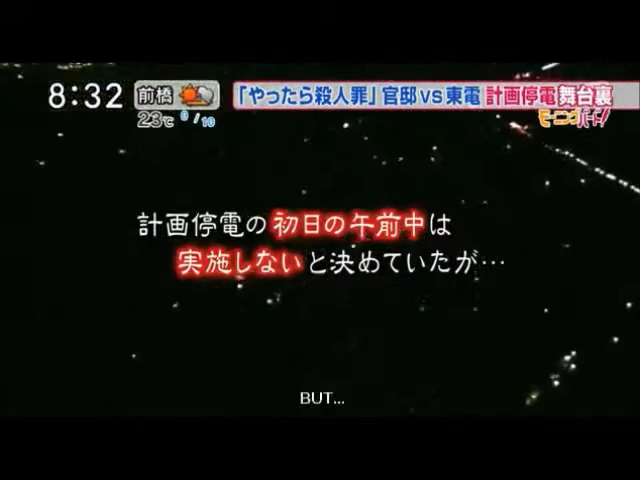 8:32
前橋
23℃
0/10
「やったら殺人罪」官邸vs東電 計画停電舞台裏
モーニングバード!
計画停電の初日の午前中は
実施しないと決めていたが…
BUT...